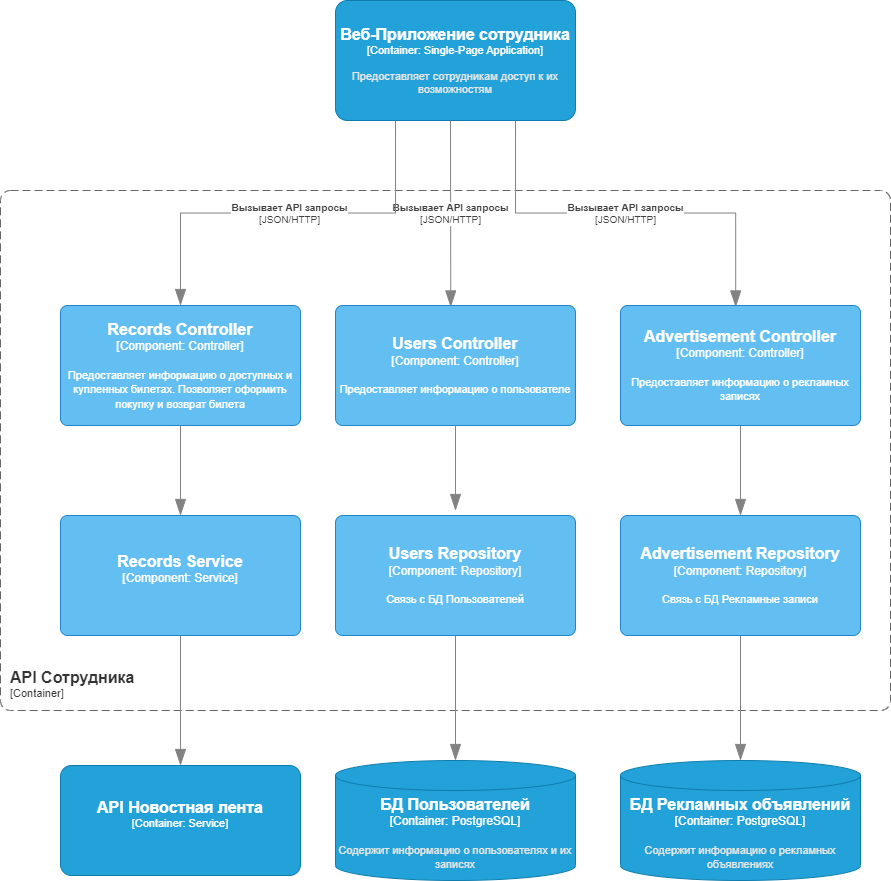 Веб-Приложение сотрудника
[Container: Single-Page Application]
Предоставляет сотрудникам доступ к их
возможностям
Вызывает API запросы
[JSON/HTTP]
Вызывает API запросы
[JSON/HTTP]
Вызывает API запросы
[JSON/HTTP]
Records Controller
[Component: Controller]
Предоставляет информацию о доступных и
купленных билетах. Позволяет оформить
покупку и возврат билета
Users Controller
[Component: Controller]
Предоставляет информацию о пользователе
Advertisement Controller
[Component: Controller]
Предоставляет информацию о рекламных
записях
Records Service
[Component: Service]
Users Repository
[Component: Repository]
Связь с БД Пользователей
Advertisement Repository
[Component: Repository]
Связь с БД Рекламные записи
API Сотрудника
[Container]
API Новостная лента
[Container: Service]
БД Пользователей
[Container: PostgreSQL]
Содержит информацию о пользователях и их
записях
БД Рекламных объявлений
[Container: PostgreSQL]
Содержит информацию о рекламных
объявлениях